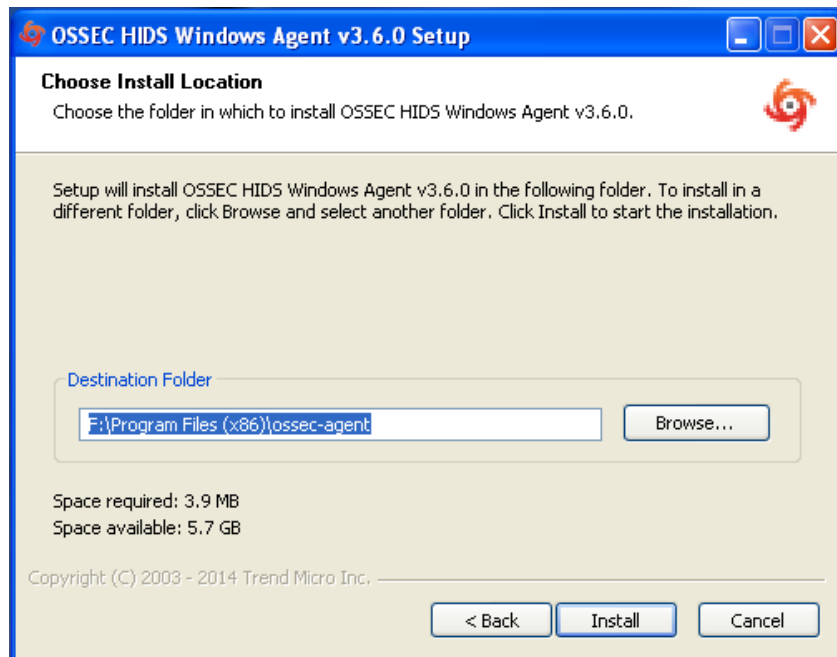 OSSEC HIDS Windows Agent v3.6.0 Setup
Choose Install Location
Choose the folder in which to install OSSEC HIDS Windows Agent v3.6.0.
Setup will install OSSEC HIDS Windows Agent v3.6.0 in the following folder. To install in a
different folder, click Browse and select another folder. Click Install to start the installation.
Destination Folder
F:\Program Files (x86)\ossec-agent
Browse...
Space required: 3.9 MB
Space available: 5.7 GB
Copyright (C) 2003 - 2014 Trend Micro Inc.
< Back Install Cancel